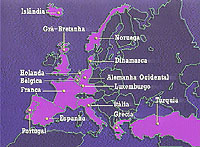 Islândia
Grã-Bretanha
Noruega
Dinamarca
Holanda
Bélgica
Alemanha Ocidental
França
Luxemburgo
Itália
Turquia
Grécia
Espanha
Portugal